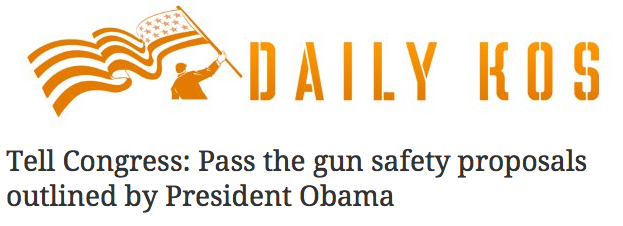 DAILY KOS
Tell Congress: Pass the gun safety proposals
outlined by President Obama